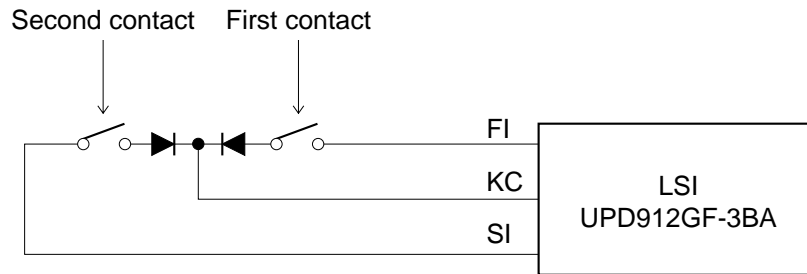 Second contact
First contact
FI
KC
SI
LSI
UPD912GF-3BA